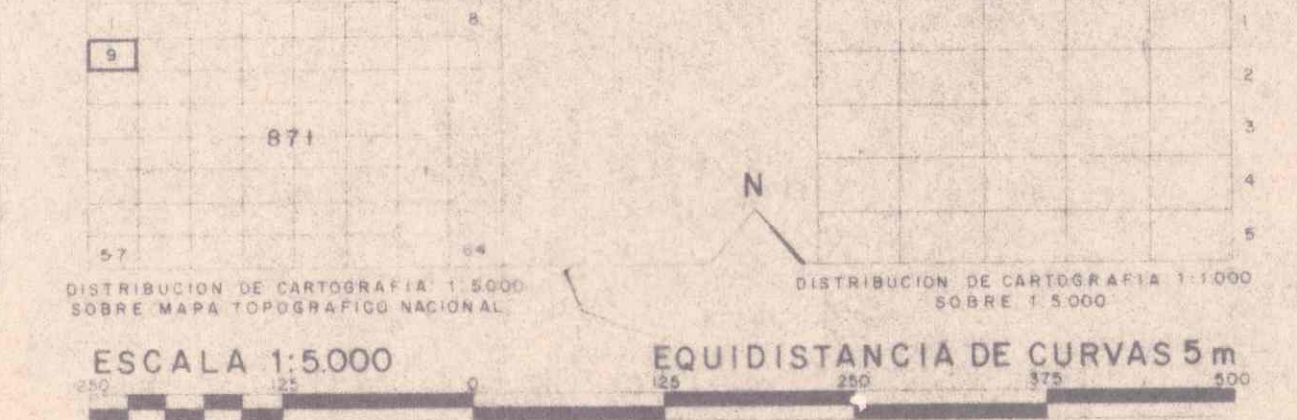 8
9
871
57
64
DISTRIBUCION DE CARTOGRAFIA 1:5.000
SOBRE MAPA TOPOGRAFICO NACIONAL
N
1
2
3
4
5
DISTRIBUCION DE CARTOGRAFIA 1:1.000
SOBRE 1:5.000
ESCALA 1:5.000
EQUIDISTANCIA DE CURVAS 5 m
250 125 0 125 250 375 500